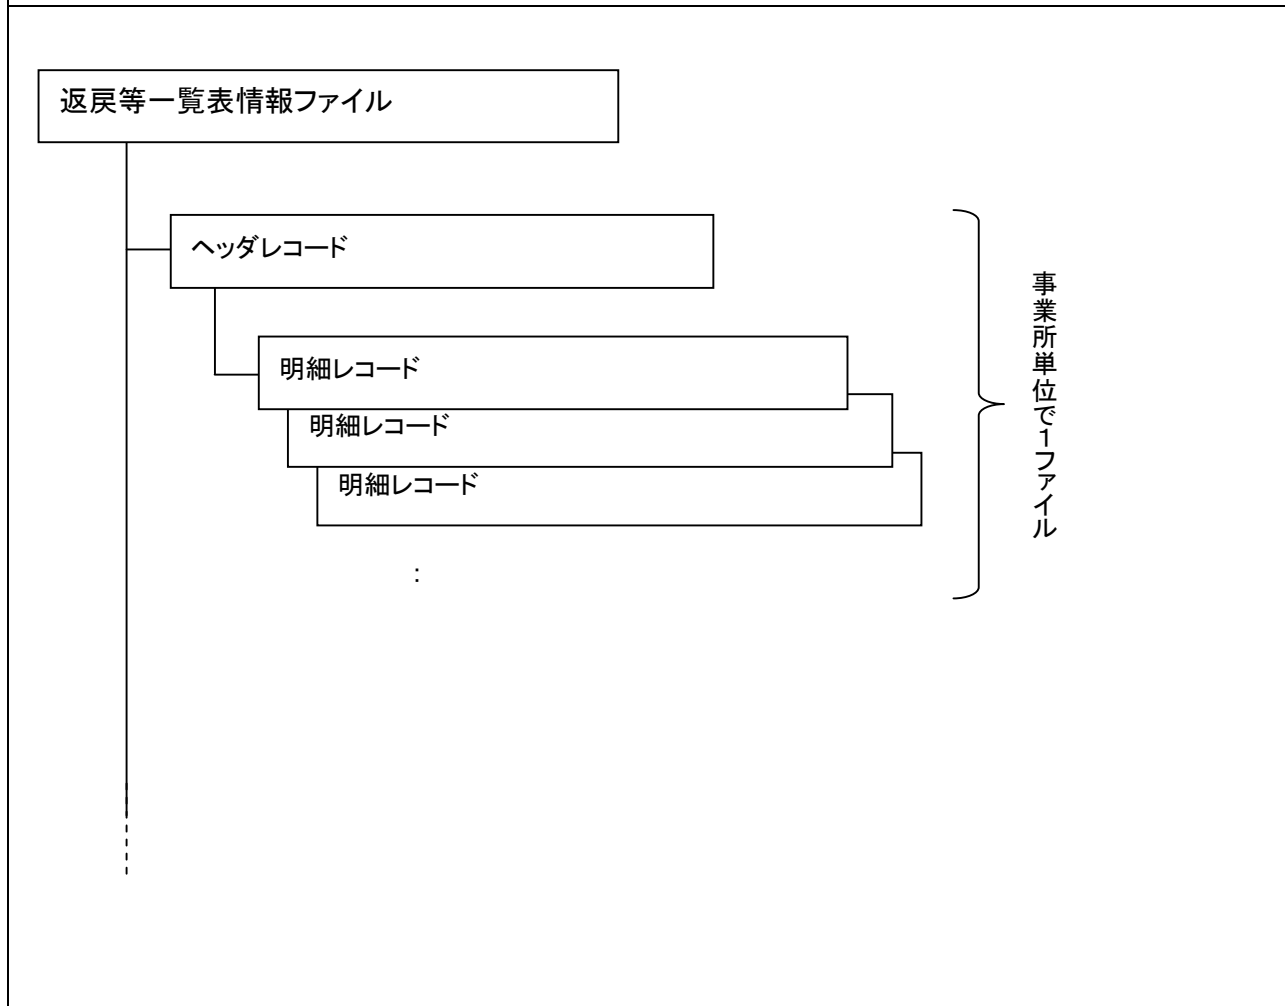 返戻等一覧表情報ファイル
ヘッダレコード
明細レコード
明細レコード
明細レコード
:
事業所単位で1ファイル